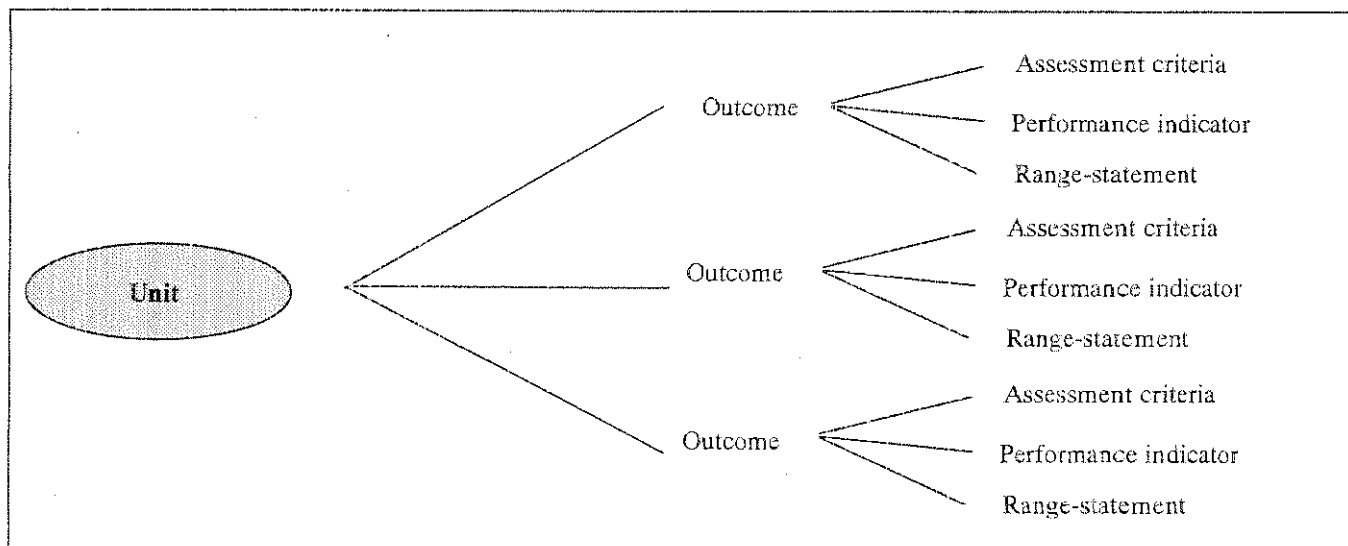 Assessment criteria
Outcome
Performance indicator
Range-statement
Assessment criteria
Unit
Outcome
Performance indicator
Range-statement
Assessment criteria
Outcome
Performance indicator
Range-statement